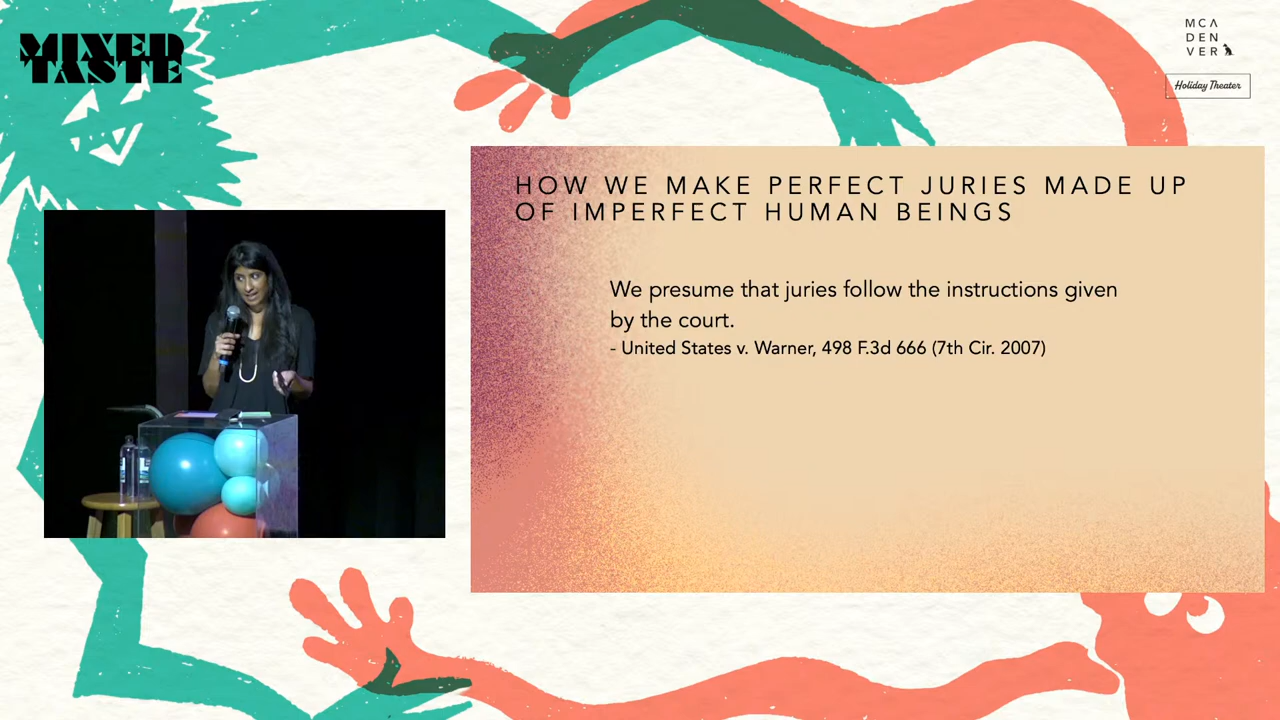 MIXED
TASTE
MCA
DEN
VER
Holiday Theater
HOW WE MAKE PERFECT JURIES MADE UP
OF IMPERFECT HUMAN BEINGS
We presume that juries follow the instructions given
by the court.
- United States v. Warner, 498 F.3d 666 (7th Cir. 2007)